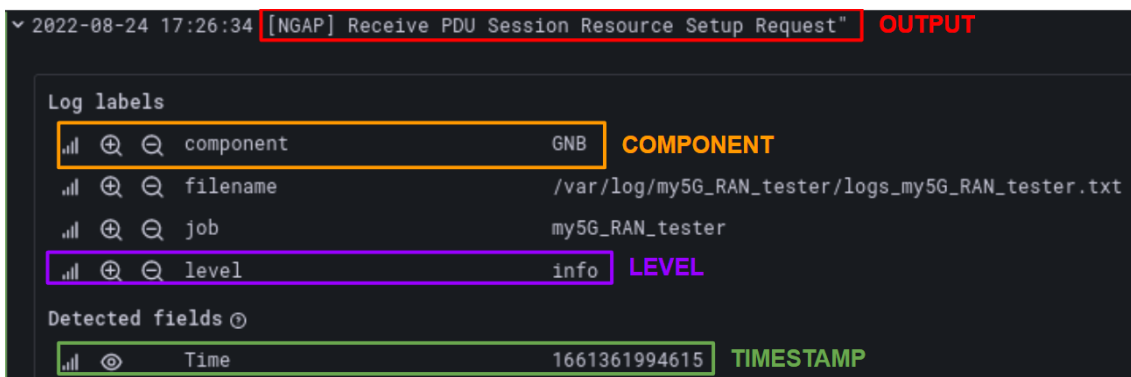 2022-08-24 17:26:34 [NGAP] Receive PDU Session Resource Setup Request" OUTPUT
Log labels
component GNB COMPONENT
filename /var/log/my5G_RAN_tester/logs_my5G_RAN_tester.txt
job my5G_RAN_tester
level info LEVEL
Detected fields
Time 1661361994615 TIMESTAMP